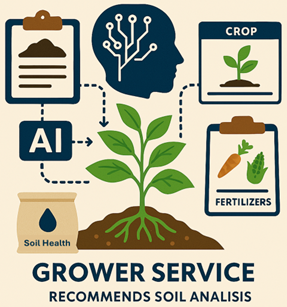 CROP
AI
FERTILIZERS
Soil Health
GROWER SERVICE
RECOMMENDS SOIL ANALISIS